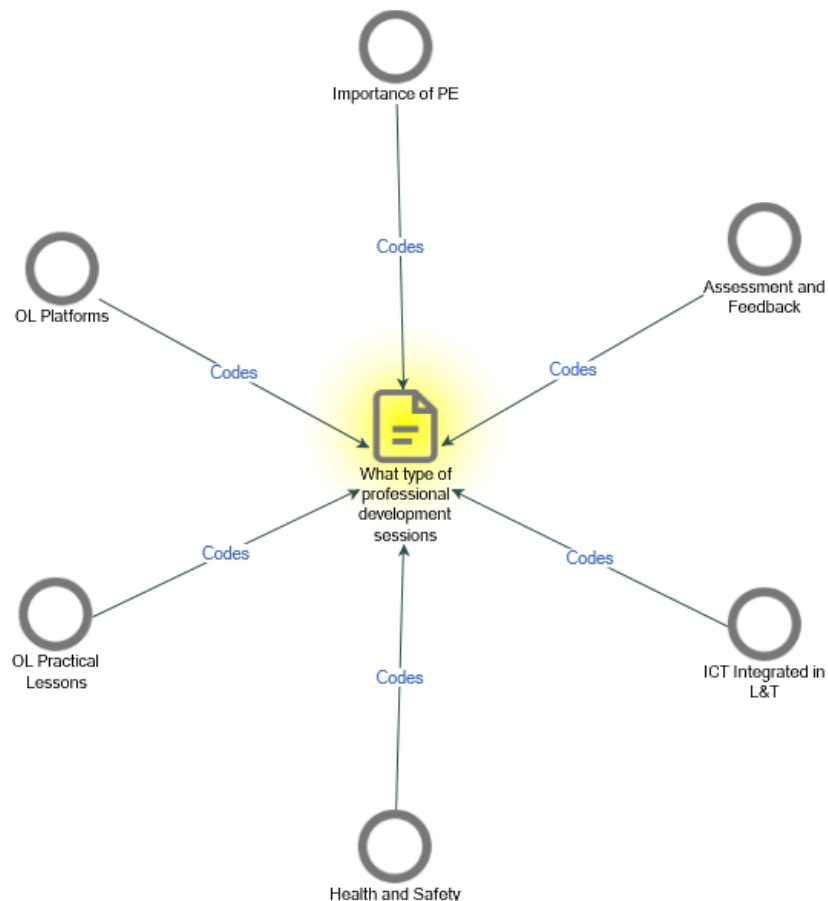 Importance of PE
Codes
Assessment and
Feedback
OL Platforms
Codes
Codes
What type of
professional
development
sessions
Codes
Codes
OL Practical
Lessons
ICT Integrated in
L&T
Codes
Health and Safety